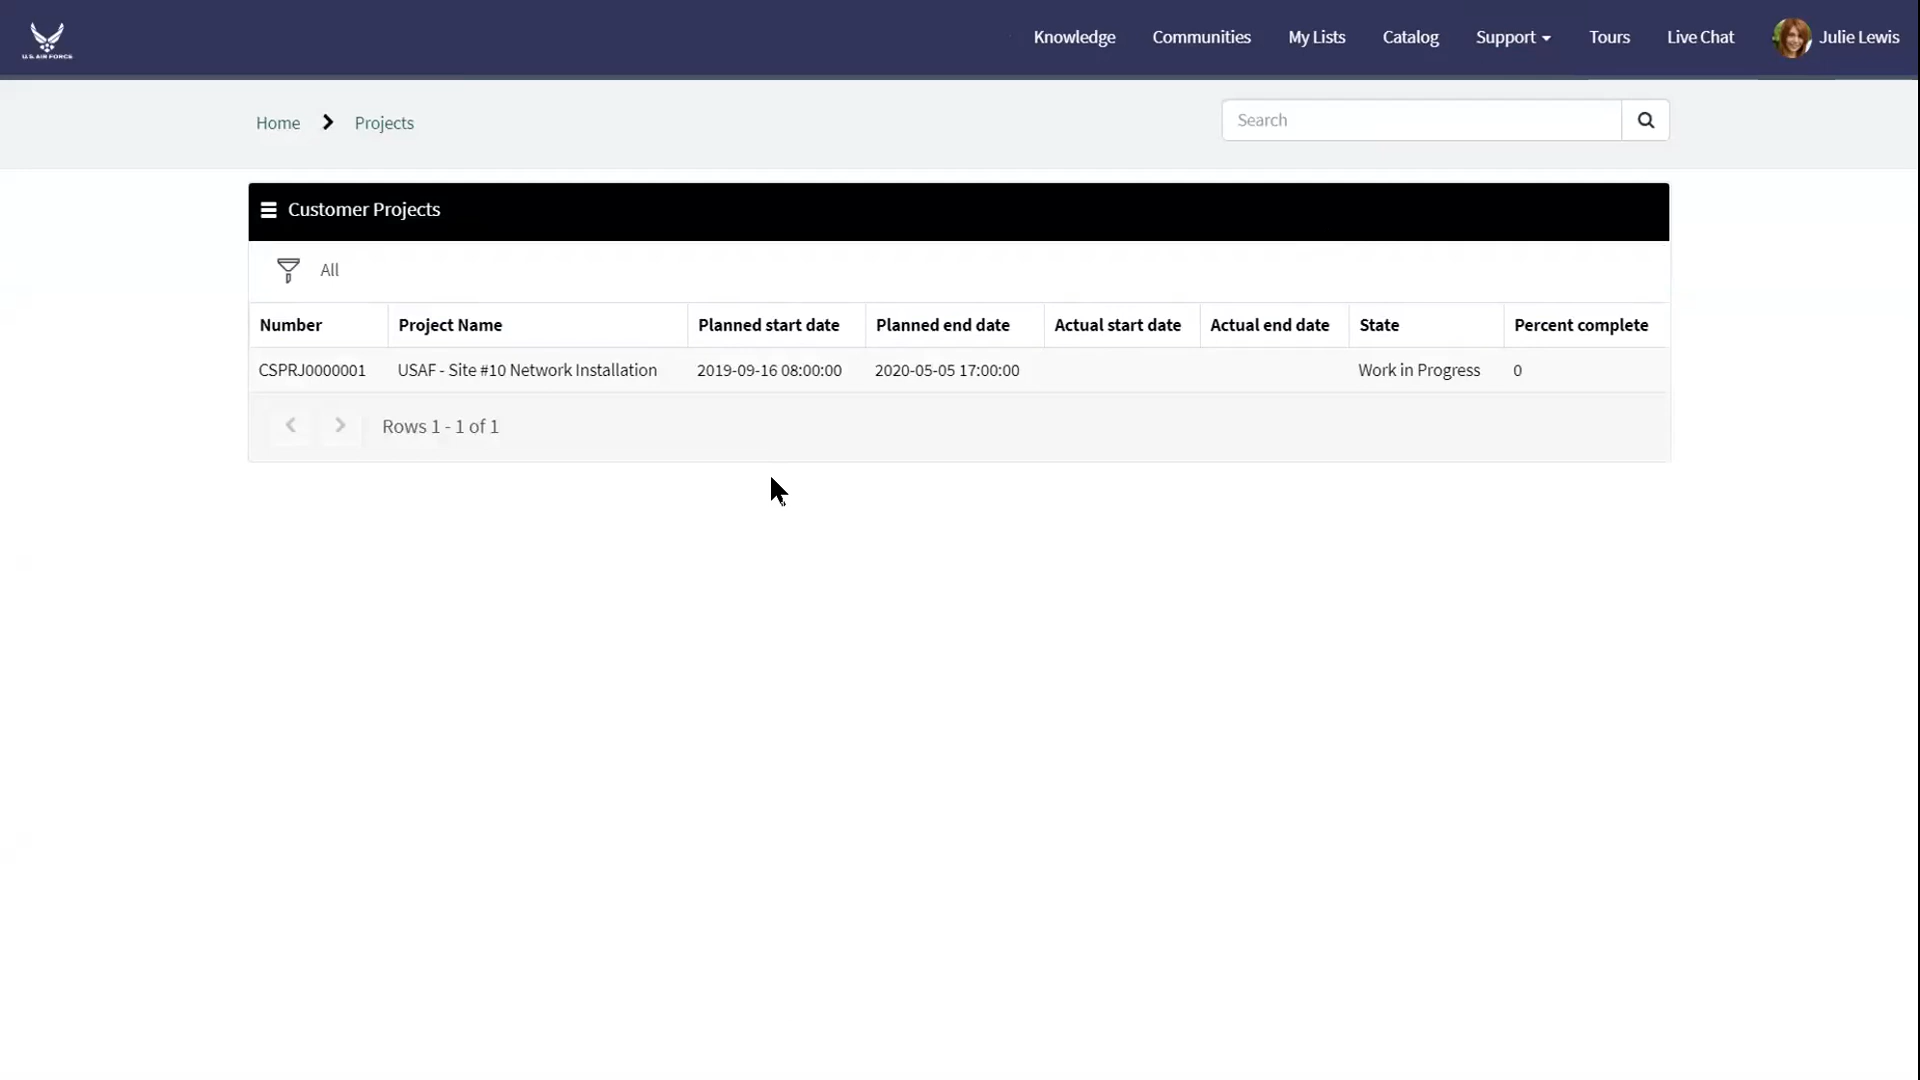 U.S. AIR FORCE
Knowledge Communities My Lists Catalog Support Tours Live Chat Julie Lewis
Home Projects Search
Customer Projects
All
Number Project Name Planned start date Planned end date Actual start date Actual end date State Percent complete
CSPRJ0000001 USAF - Site #10 Network Installation 2019-09-16 08:00:00 2020-05-05 17:00:00 Work in Progress 0
Rows 1 - 1 of 1